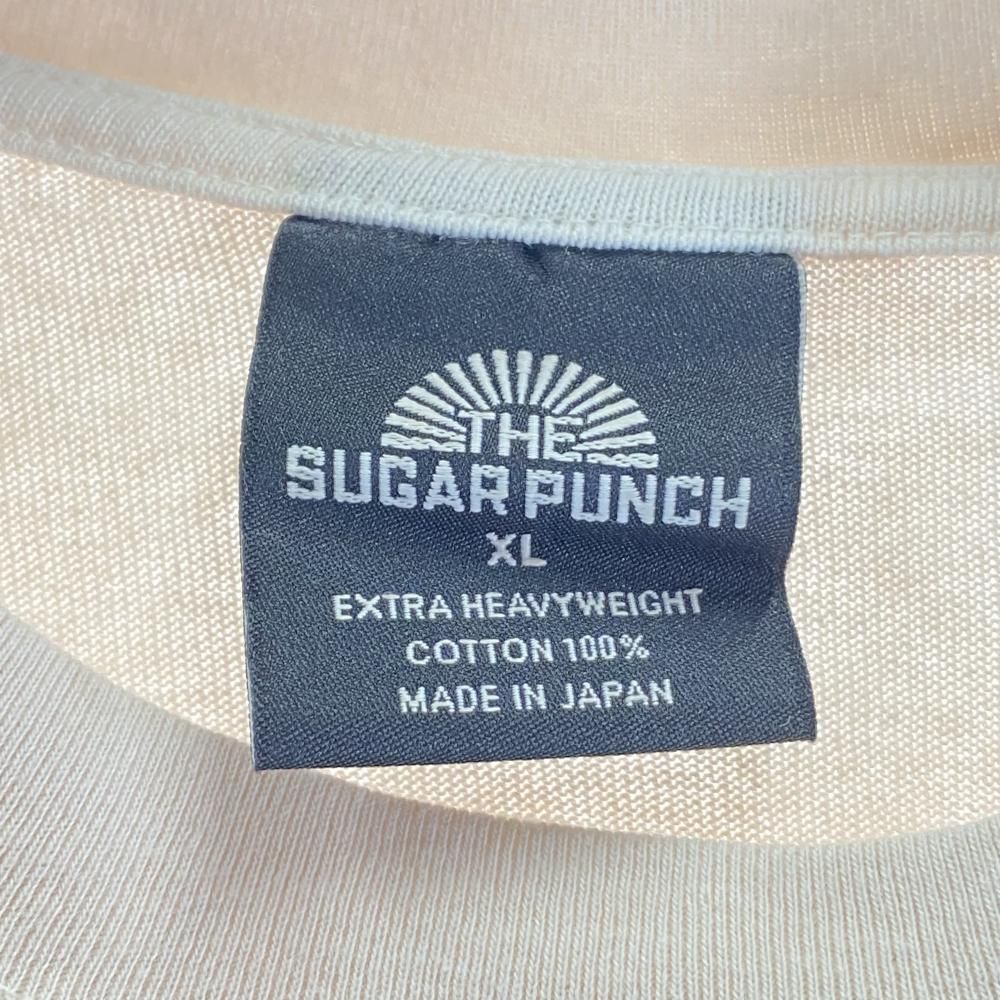 THE
SUGAR PUNCH
XL
EXTRA HEAVYWEIGHT
COTTON 100%
MADE IN JAPAN